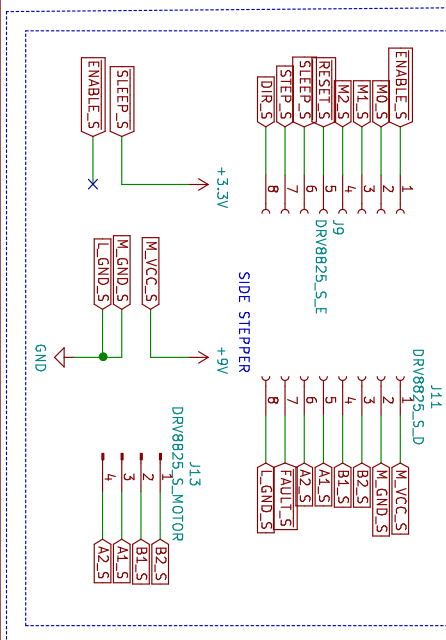 J11
DRV8825_S_D
ENABLE_S 1
1 M_VCC_S
M0_S 2
2 M_GND_S
M1_S 3
3 B2_S
M2_S 4
4 B1_S
J9
RESET_S 5
DRV8825_S_E
5 A1_S
SLEEP_S 6
6 A2_S
STEP_S 7
7 FAULT_S
DIR_S 8
8 L_GND_S
SIDE STEPPER
+3.3V
+9V
J13
DRV8825_S_MOTOR
SLEEP_S
ENABLE_S
M_VCC_S
M_GND_S
L_GND_S
GND
1 B2_S
2 B1_S
3 A1_S
4 A2_S